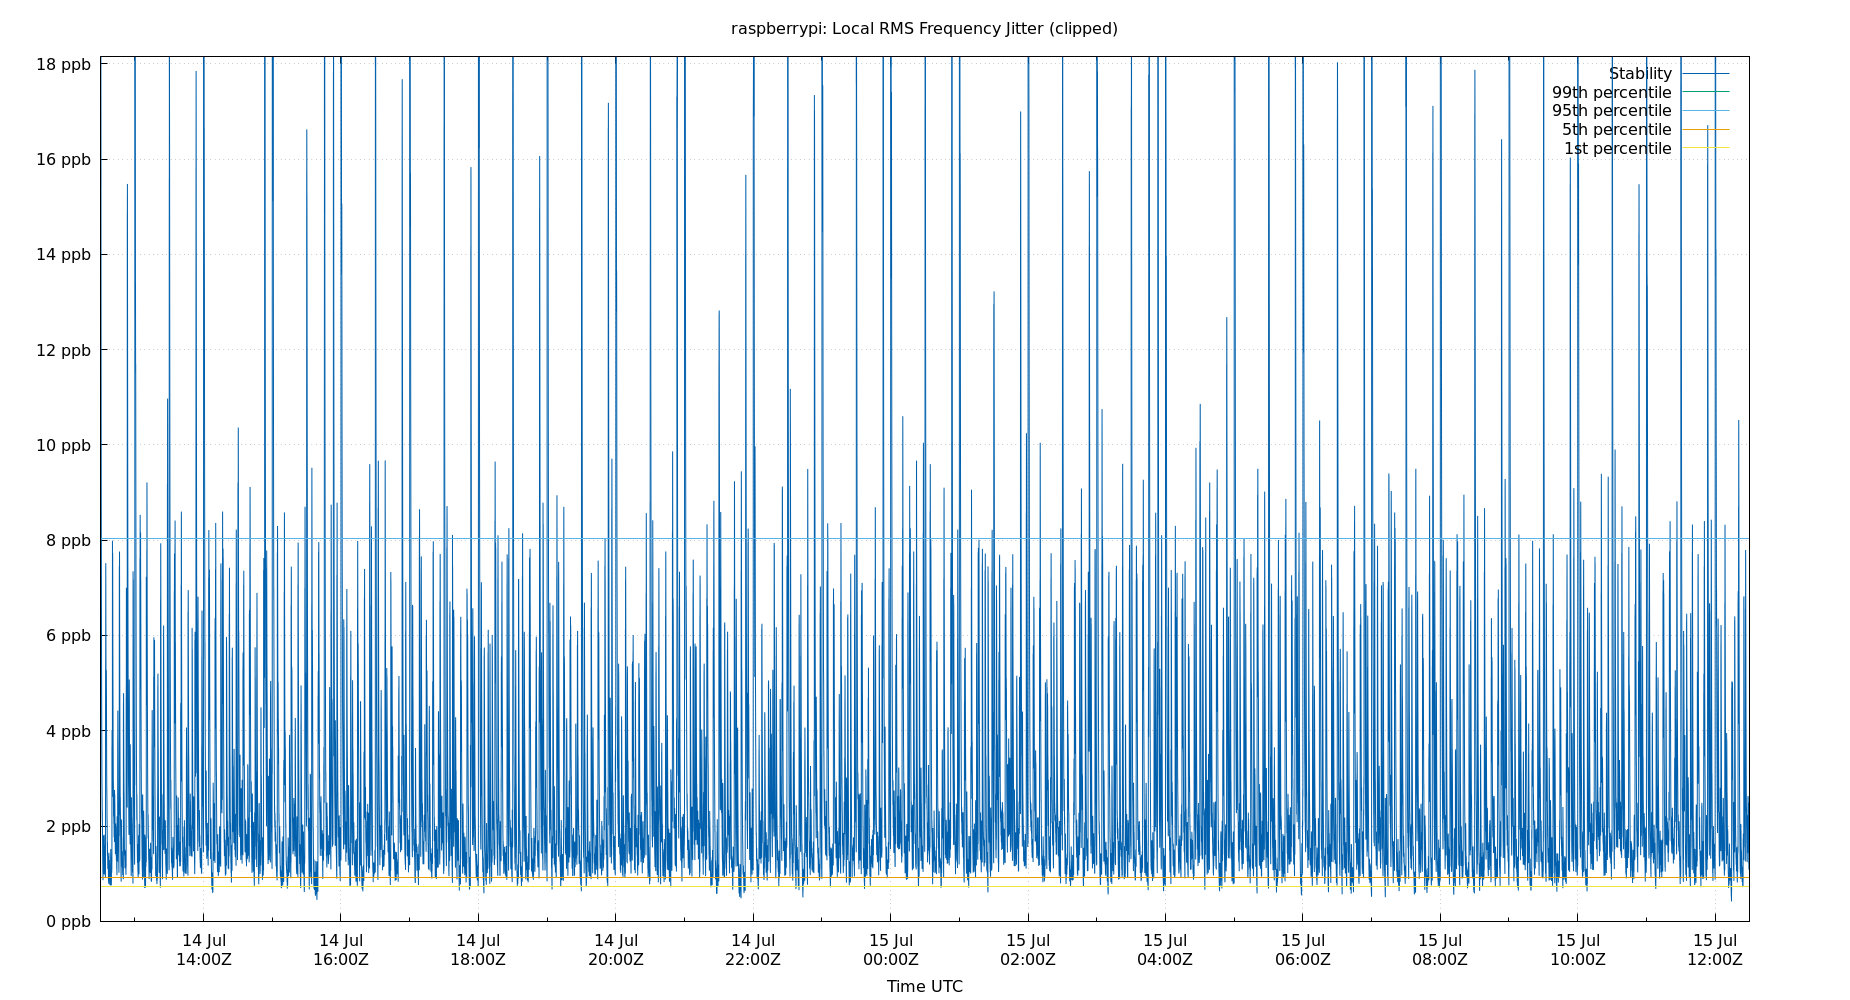 raspberrypi: Local RMS Frequency Jitter (clipped)
18 ppb
16 ppb
14 ppb
12 ppb
10 ppb
8 ppb
6 ppb
4 ppb
2 ppb
0 ppb
Stability
99th percentile
95th percentile
5th percentile
1st percentile
14 Jul 14 Jul 14 Jul 14 Jul 14 Jul 15 Jul 15 Jul 15 Jul 15 Jul 15 Jul 15 Jul 15 Jul
14:00Z 16:00Z 18:00Z 20:00Z 22:00Z 00:00Z 02:00Z 04:00Z 06:00Z 08:00Z 10:00Z 12:00Z
Time UTC